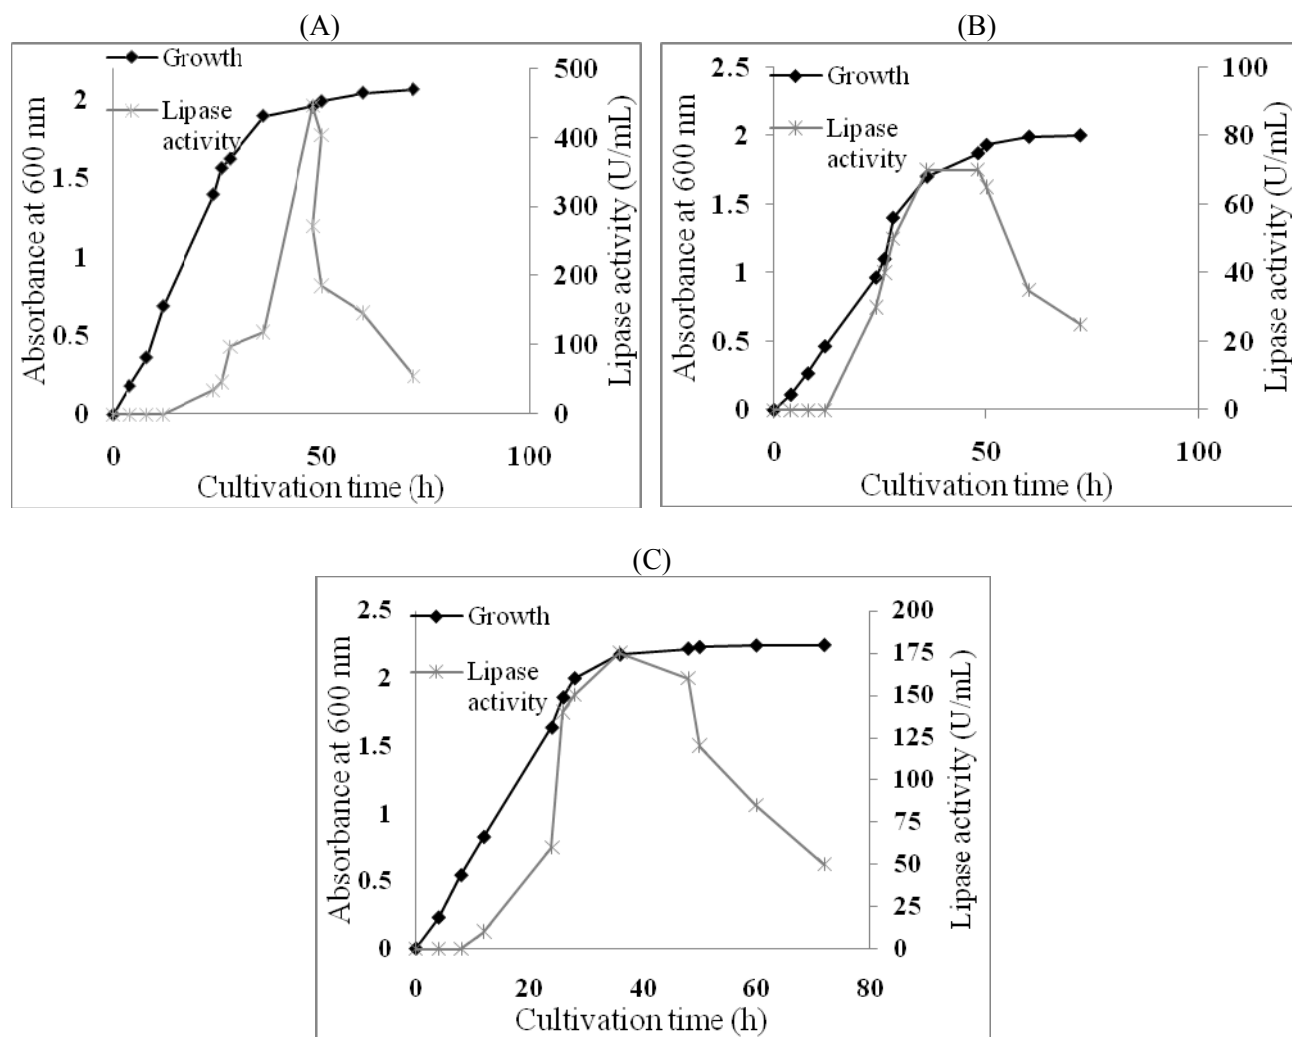 (A)
Growth
Lipase
activity
Absorbance at 600 nm
2
1.5
1
0.5
0
500
400
300
200
100
0
Lipase activity (U/mL)
0 50 100
Cultivation time (h)
(B)
Growth
Lipase
activity
Absorbance at 600 nm
2.5
2
1.5
1
0.5
0
100
80
60
40
20
0
Lipase activity (U/mL)
0 50 100
Cultivation time (h)
(C)
Growth
Lipase
activity
Absorbance at 600 nm
2.5
2
1.5
1
0.5
0
200
175
150
125
100
75
50
25
0
Lipase activity (U/mL)
0 20 40 60 80
Cultivation time (h)